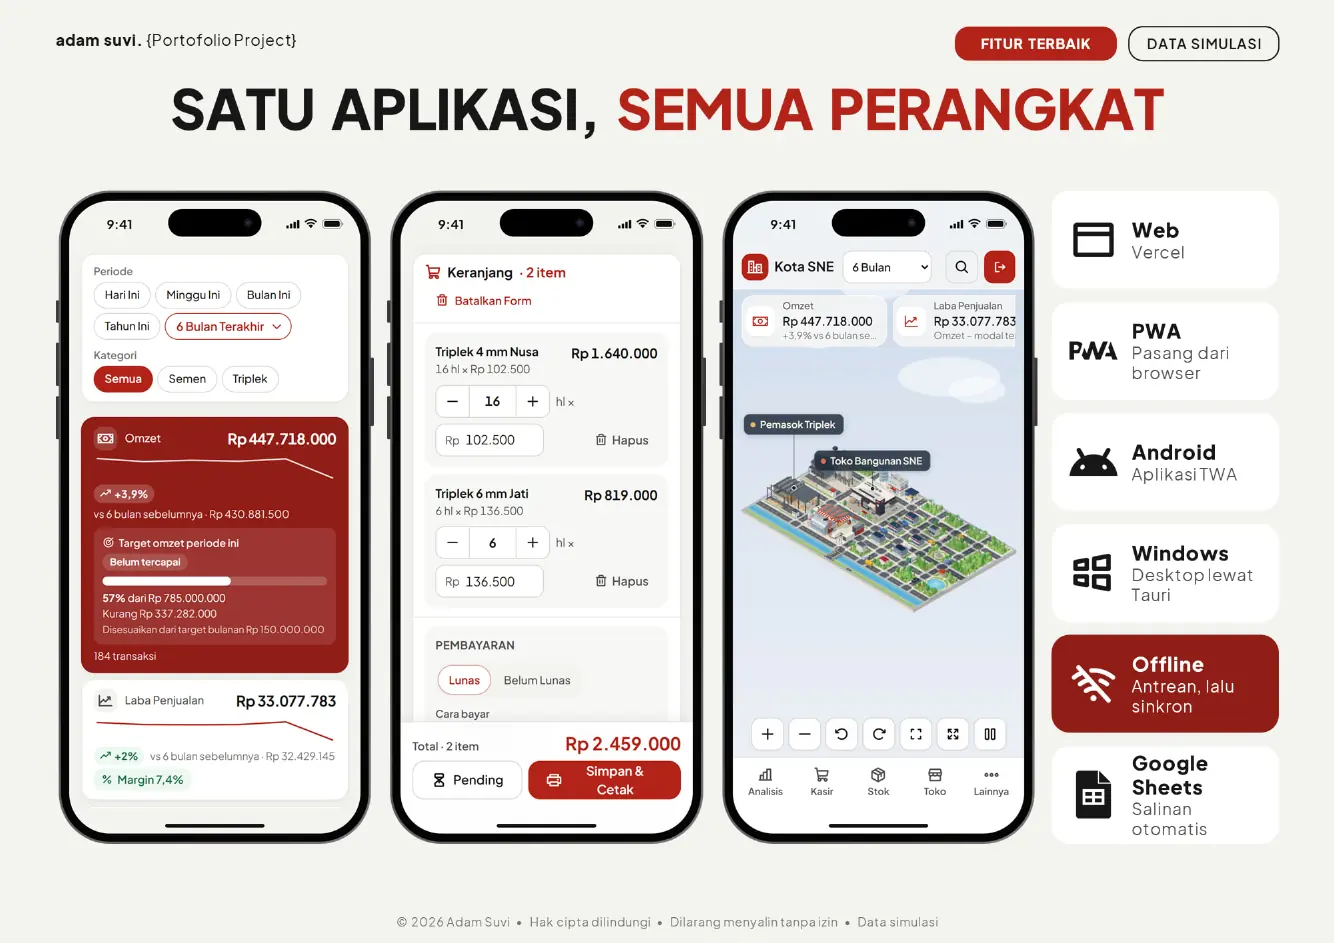 adam suvi. {Portofolio Project}
FITUR TERBAIK
DATA SIMULASI
SATU APLIKASI, SEMUA PERANGKAT
9:41
Periode
Hari Ini
Minggu Ini
Bulan Ini
Tahun Ini
6 Bulan Terakhir
Kategori
Semua
Semen
Triplek
Omzet
Rp 447.718.000
+3,9%
vs 6 bulan sebelumnya · Rp 430.881.500
Target omzet periode ini
Belum tercapai
57% dari Rp 785.000.000
Kurang Rp 337.282.000
Disesuaikan dari target bulanan Rp 150.000.000
184 transaksi
Laba Penjualan
Rp 33.077.783
+2%
vs 6 bulan sebelumnya · Rp 32.429.145
% Margin 7,4%
9:41
Keranjang · 2 item
Batalkan Form
Triplek 4 mm Nusa
Rp 1.640.000
16 hl x Rp 102.500
− 16 + hl x
Rp 102.500
Hapus
Triplek 6 mm Jati
Rp 819.000
6 hl x Rp 136.500
− 6 + hl x
Rp 136.500
Hapus
PEMBAYARAN
Lunas
Belum Lunas
Cara bayar
Total · 2 item
Rp 2.459.000
Pending
Simpan &
Cetak
9:41
Kota SNE
6 Bulan
Omzet
Rp 447.718.000
+3,9% vs 6 bulan se...
Laba Penjualan
Rp 33.077.783
Omzet − modal te
Pemasok Triplek
Toko Bangunan SNE
Analisis
Kasir
Stok
Toko
Lainnya
Web
Vercel
PWA
PWA
Pasang dari
browser
Android
Aplikasi TWA
Windows
Desktop lewat
Tauri
Offline
Antrean, lalu
sinkron
Google
Sheets
Salinan
otomatis
© 2026 Adam Suvi • Hak cipta dilindungi • Dilarang menyalin tanpa izin • Data simulasi